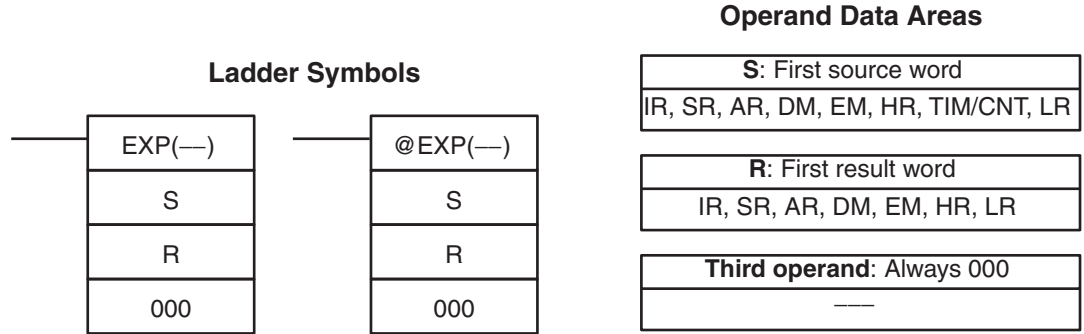 Ladder Symbols
EXP(––)
S
R
000
@EXP(––)
S
R
000
Operand Data Areas
S: First source word
IR, SR, AR, DM, EM, HR, TIM/CNT, LR
R: First result word
IR, SR, AR, DM, EM, HR, LR
Third operand: Always 000
–––